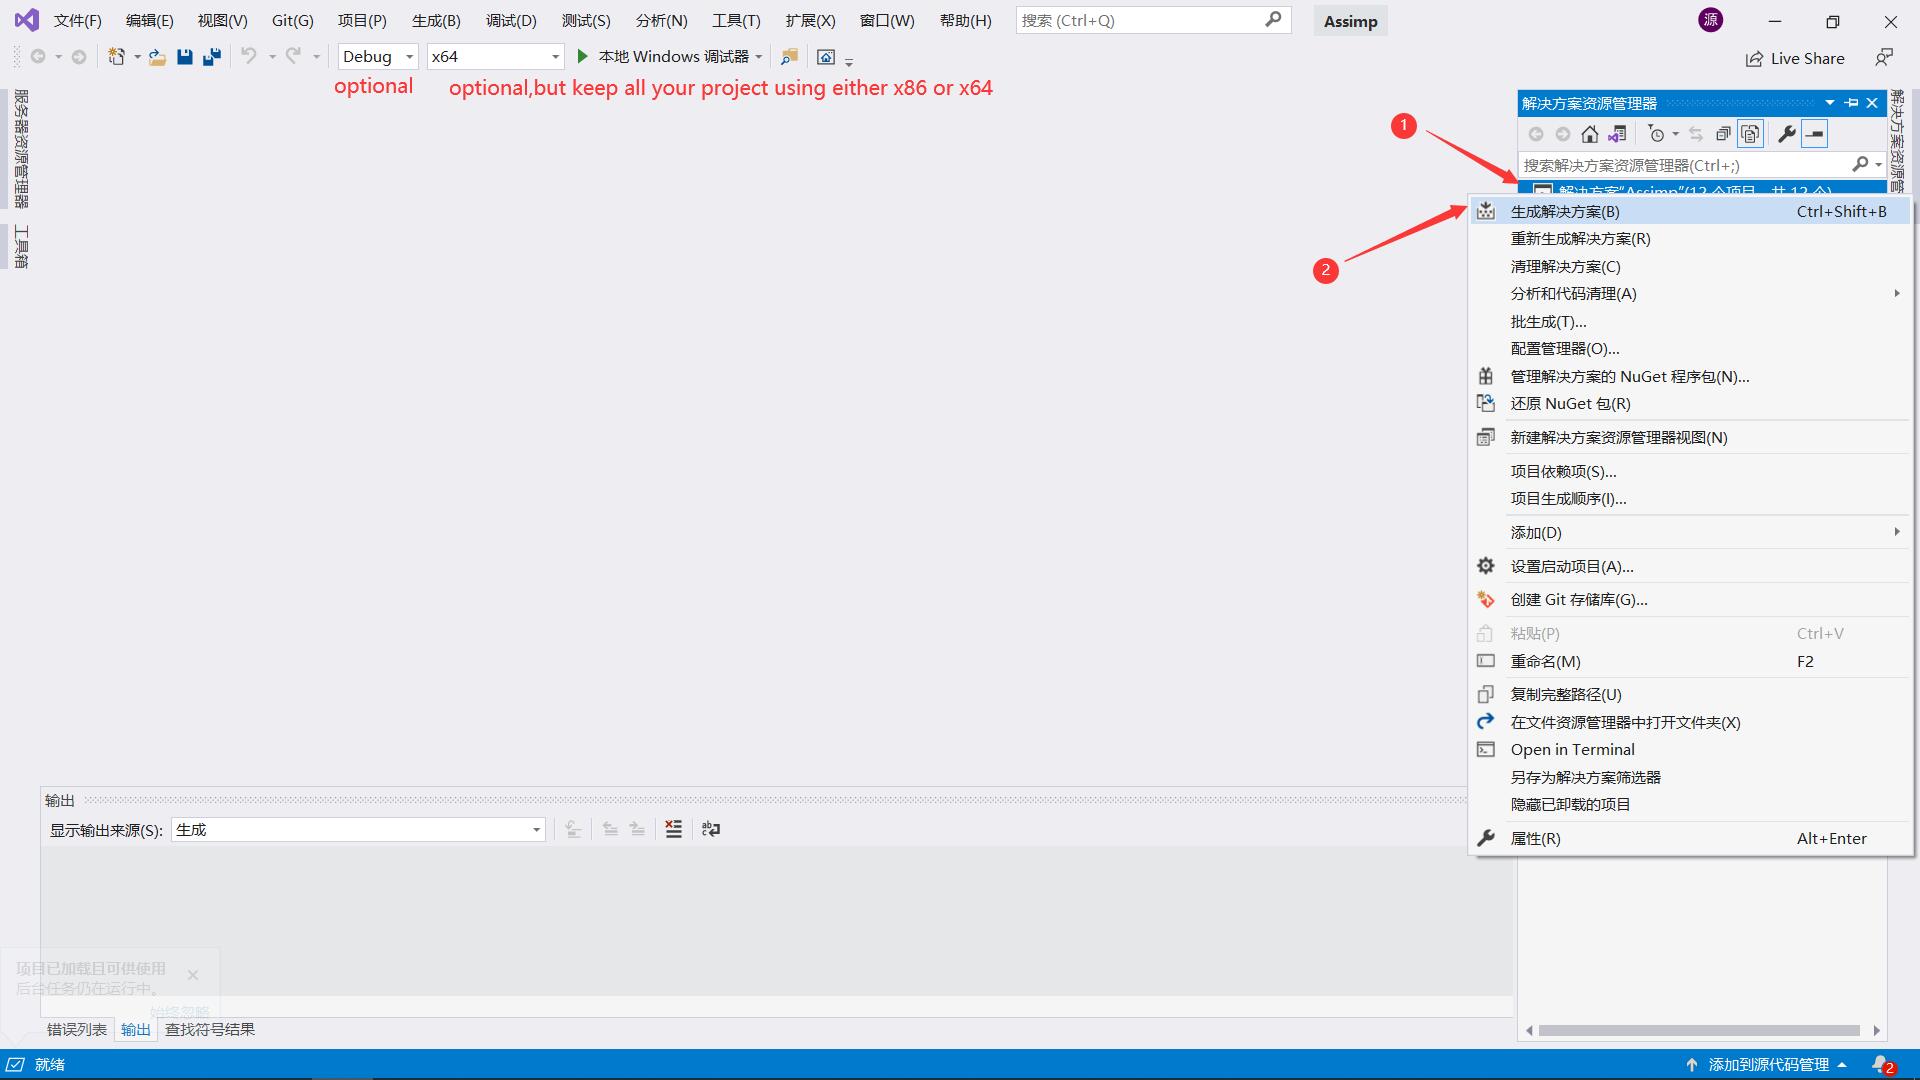 文件(F) 编辑(E) 视图(V) Git(G) 项目(P) 生成(B) 调试(D) 测试(S) 分析(N) 工具(T) 扩展(X) 窗口(W) 帮助(H) 搜索 (Ctrl+Q) Assimp 源
Debug x64 本地 Windows 调试器 Live Share
optional optional,but keep all your project using either x86 or x64
服务器资源管理器
工具箱
解决方案资源管理器
解决方案资源管
1
搜索解决方案资源管理器(Ctrl+;)
解决方案"Assimp"(12 个项目，共 12 个)
2
生成解决方案(B) Ctrl+Shift+B
重新生成解决方案(R)
清理解决方案(C)
分析和代码清理(A)
批生成(T)...
配置管理器(O)...
管理解决方案的 NuGet 程序包(N)...
还原 NuGet 包(R)
新建解决方案资源管理器视图(N)
项目依赖项(S)...
项目生成顺序(I)...
添加(D)
设置启动项目(A)...
创建 Git 存储库(G)...
粘贴(P) Ctrl+V
重命名(M) F2
复制完整路径(U)
在文件资源管理器中打开文件夹(X)
Open in Terminal
另存为解决方案筛选器
隐藏已卸载的项目
属性(R) Alt+Enter
输出
显示输出来源(S): 生成
项目已加载且可供使用
后台任务仍在运行中。
始终忽略
错误列表 输出 查找符号结果
就绪 添加到源代码管理 2